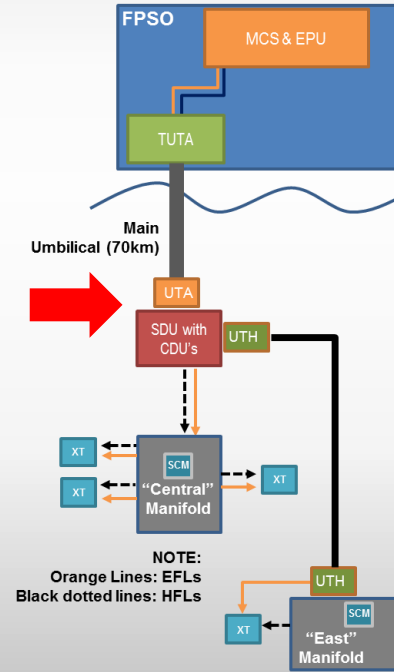 FPSO
MCS & EPU
TUTA
Main
Umbilical (70km)
UTA
SDU with
CDU's
UTH
XT
SCM
XT
"Central"
Manifold
XT
NOTE:
Orange Lines: EFLs
Black dotted lines: HFLs
UTH
SCM
XT
"East"
Manifold